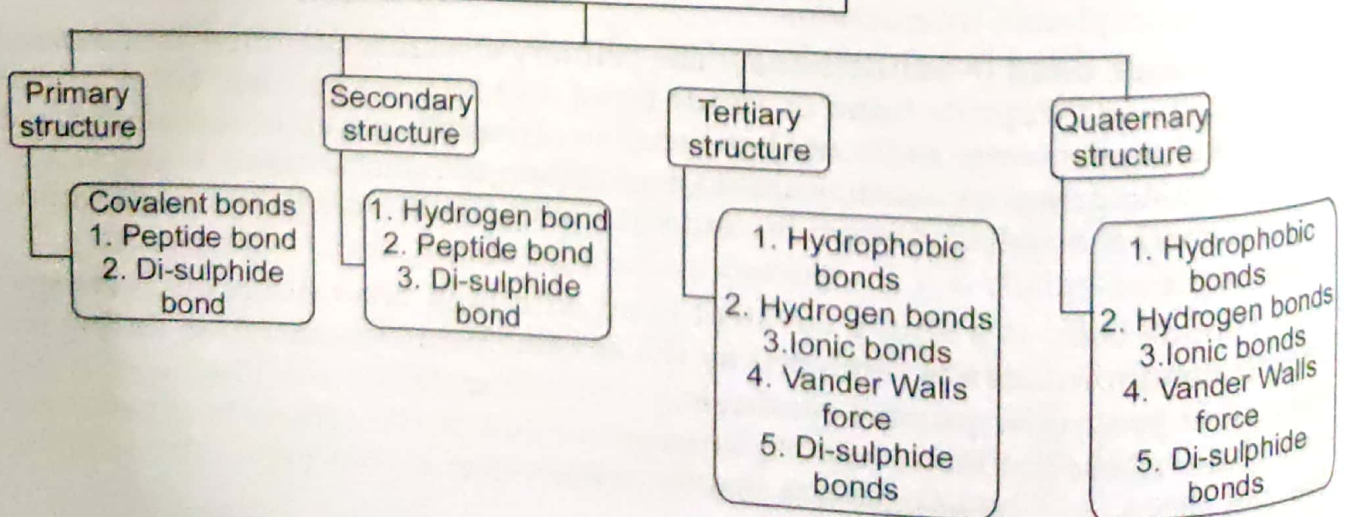 Primary
structure
Secondary
structure
Tertiary
structure
Quaternary
structure
Covalent bonds
1. Peptide bond
2. Di-sulphide
bond
1. Hydrogen bond
2. Peptide bond
3. Di-sulphide
bond
1. Hydrophobic
bonds
2. Hydrogen bonds
3.Ionic bonds
4. Vander Walls
force
5. Di-sulphide
bonds
1. Hydrophobic
bonds
2. Hydrogen bonds
3.Ionic bonds
4. Vander Walls
force
5. Di-sulphide
bonds